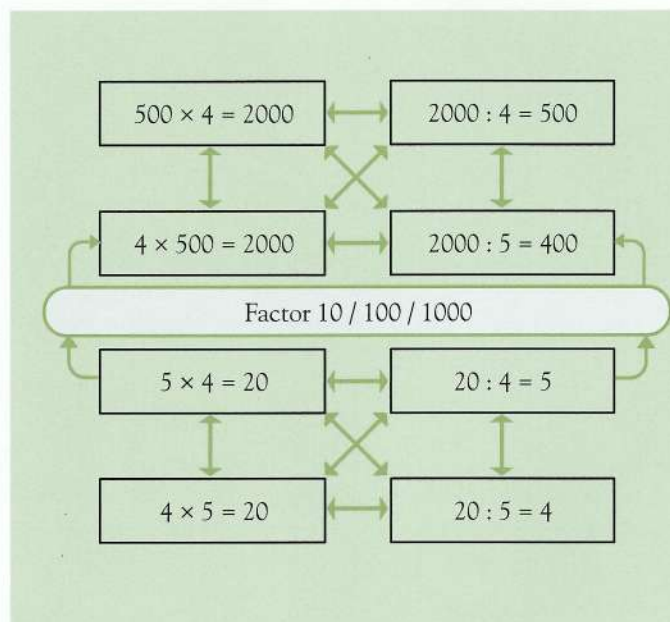 500 × 4 = 2000
2000 : 4 = 500
4 × 500 = 2000
2000 : 5 = 400
Factor 10 / 100 / 1000
5 × 4 = 20
20 : 4 = 5
4 × 5 = 20
20 : 5 = 4